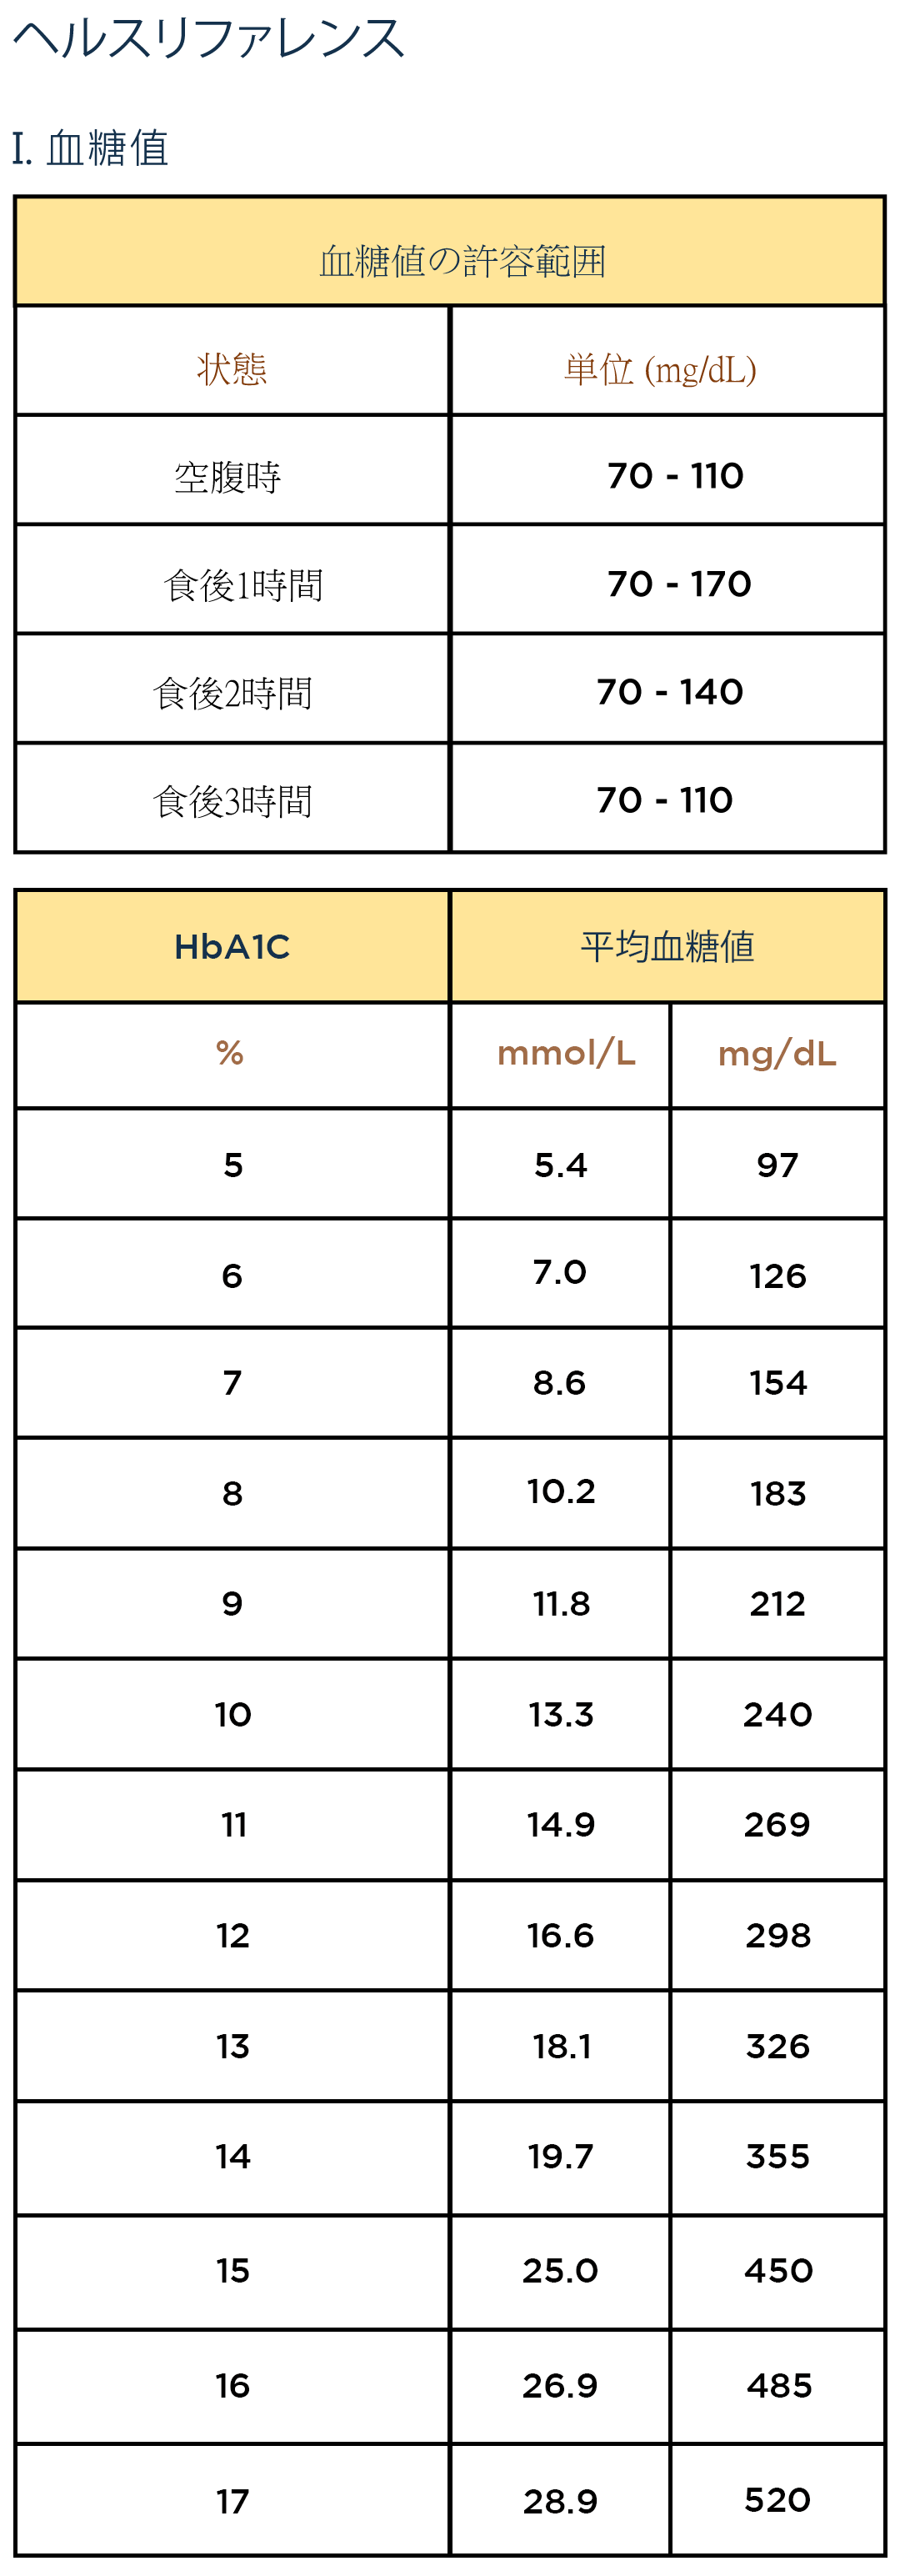 ヘルスリファレンス
I. 血糖値
血糖値の許容範囲
状態 単位 (mg/dL)
空腹時 70 - 110
食後1時間 70 - 170
食後2時間 70 - 140
食後3時間 70 - 110
HbA1C 平均血糖値
% mmol/L mg/dL
5 5.4 97
6 7.0 126
7 8.6 154
8 10.2 183
9 11.8 212
10 13.3 240
11 14.9 269
12 16.6 298
13 18.1 326
14 19.7 355
15 25.0 450
16 26.9 485
17 28.9 520